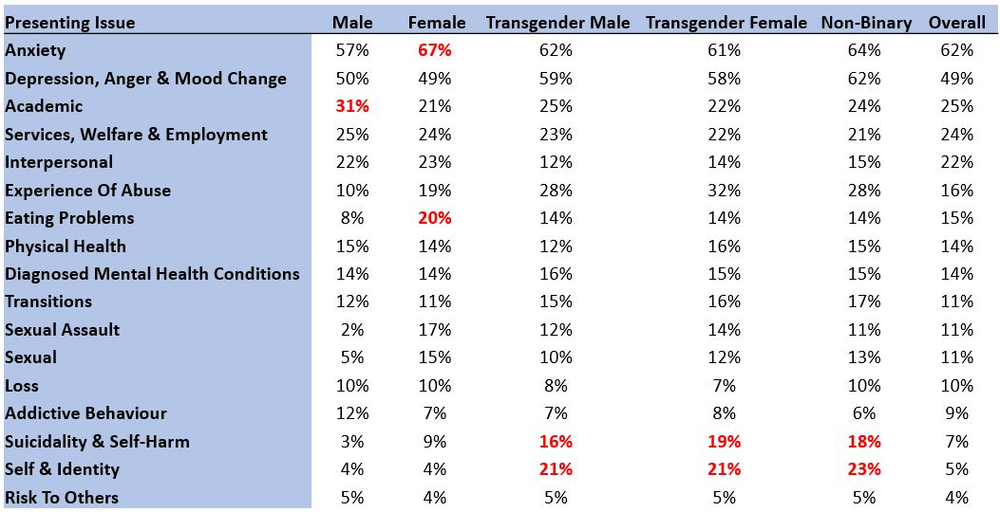 Presenting Issue Male Female Transgender Male Transgender Female Non-Binary Overall
Anxiety 57% 67% 62% 61% 64% 62%
Depression, Anger & Mood Change 50% 49% 59% 58% 62% 49%
Academic 31% 21% 25% 22% 24% 25%
Services, Welfare & Employment 25% 24% 23% 22% 21% 24%
Interpersonal 22% 23% 12% 14% 15% 22%
Experience Of Abuse 10% 19% 28% 32% 28% 16%
Eating Problems 8% 20% 14% 14% 14% 15%
Physical Health 15% 14% 12% 16% 15% 14%
Diagnosed Mental Health Conditions 14% 14% 16% 15% 15% 14%
Transitions 12% 11% 15% 16% 17% 11%
Sexual Assault 2% 17% 12% 14% 11% 11%
Sexual 5% 15% 10% 12% 13% 11%
Loss 10% 10% 8% 7% 10% 10%
Addictive Behaviour 12% 7% 7% 8% 6% 9%
Suicidality & Self-Harm 3% 9% 16% 19% 18% 7%
Self & Identity 4% 4% 21% 21% 23% 5%
Risk To Others 5% 4% 5% 5% 5% 4%